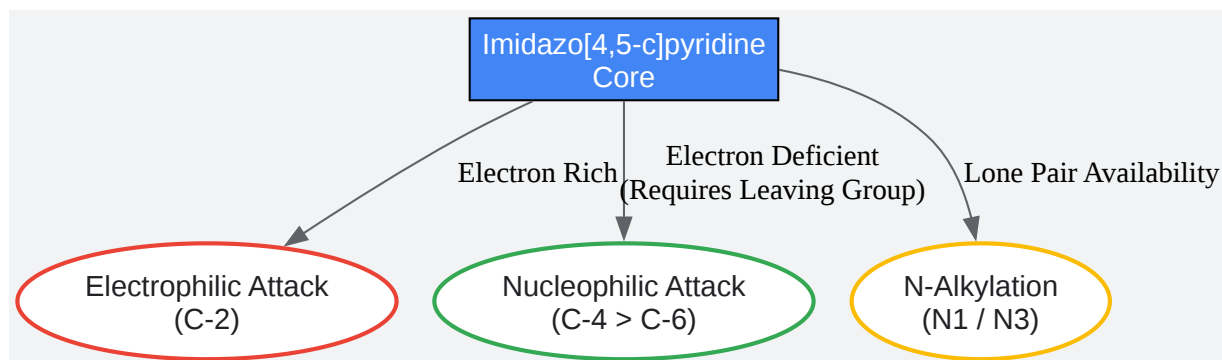 Imidazo[4,5-c]pyridine
Core
Electron Rich
Electron Deficient
(Requires Leaving Group)
Lone Pair Availability
Electrophilic Attack
(C-2)
Nucleophilic Attack
(C-4 > C-6)
N-Alkylation
(N1 / N3)